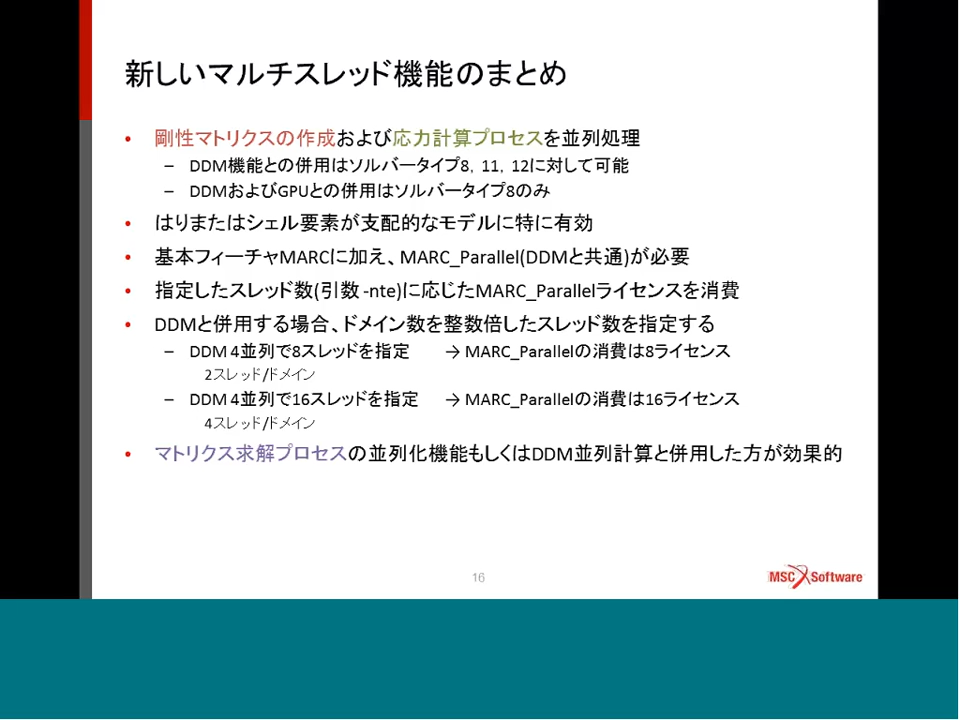 新しいマルチスレッド機能のまとめ
• 剛性マトリクスの作成および応力計算プロセスを並列処理
– DDM機能との併用はソルバータイプ8, 11, 12に対して可能
– DDMおよびGPUとの併用はソルバータイプ8のみ
• はりまたはシェル要素が支配的なモデルに特に有効
• 基本フィーチャMARCに加え、MARC_Parallel(DDMと共通)が必要
• 指定したスレッド数(引数 -nte)に応じたMARC_Parallelライセンスを消費
• DDMと併用する場合、ドメイン数を整数倍したスレッド数を指定する
– DDM 4並列で8スレッドを指定 → MARC_Parallelの消費は8ライセンス
2スレッド/ドメイン
– DDM 4並列で16スレッドを指定 → MARC_Parallelの消費は16ライセンス
4スレッド/ドメイン
• マトリクス求解プロセスの並列化機能もしくはDDM並列計算と併用した方が効果的
16
MSC Software